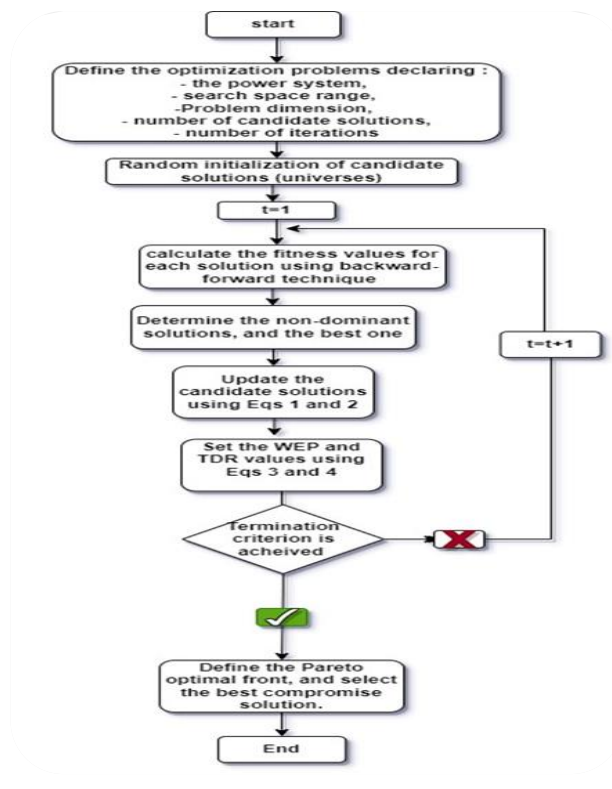 start
Define the optimization problems declaring :
- the power system,
- search space range,
-Problem dimension,
- number of candidate solutions,
- number of iterations
Random initialization of candidate
solutions (universes)
t=1
calculate the fitness values for
each solution using backward-
forward technique
Determine the non-dominant
solutions, and the best one
t=t+1
Update the
candidate solutions
using Eqs 1 and 2
Set the WEP and
TDR values using
Eqs 3 and 4
Termination
criterion is
acheived
Define the Pareto
optimal front, and select
the best compromise
solution.
End